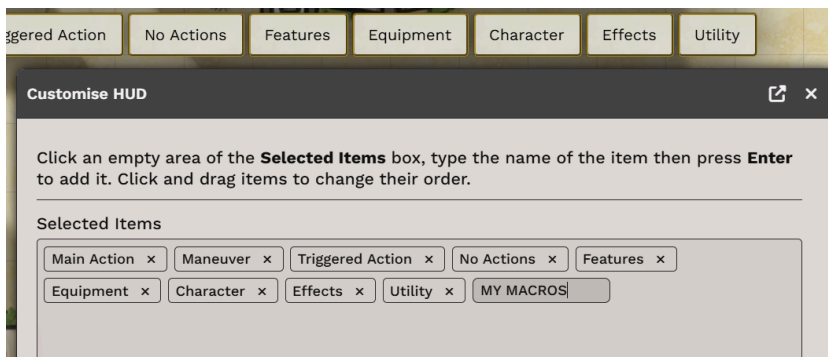 Action
No Actions
Features
Equipment
Character
Effects
Utility
Customise HUD
Click an empty area of the Selected Items box, type the name of the item then press Enter
to add it. Click and drag items to change their order.
Selected Items
Main Action × Maneuver × Triggered Action × No Actions × Features ×
Equipment × Character × Effects × Utility × MY MACROS